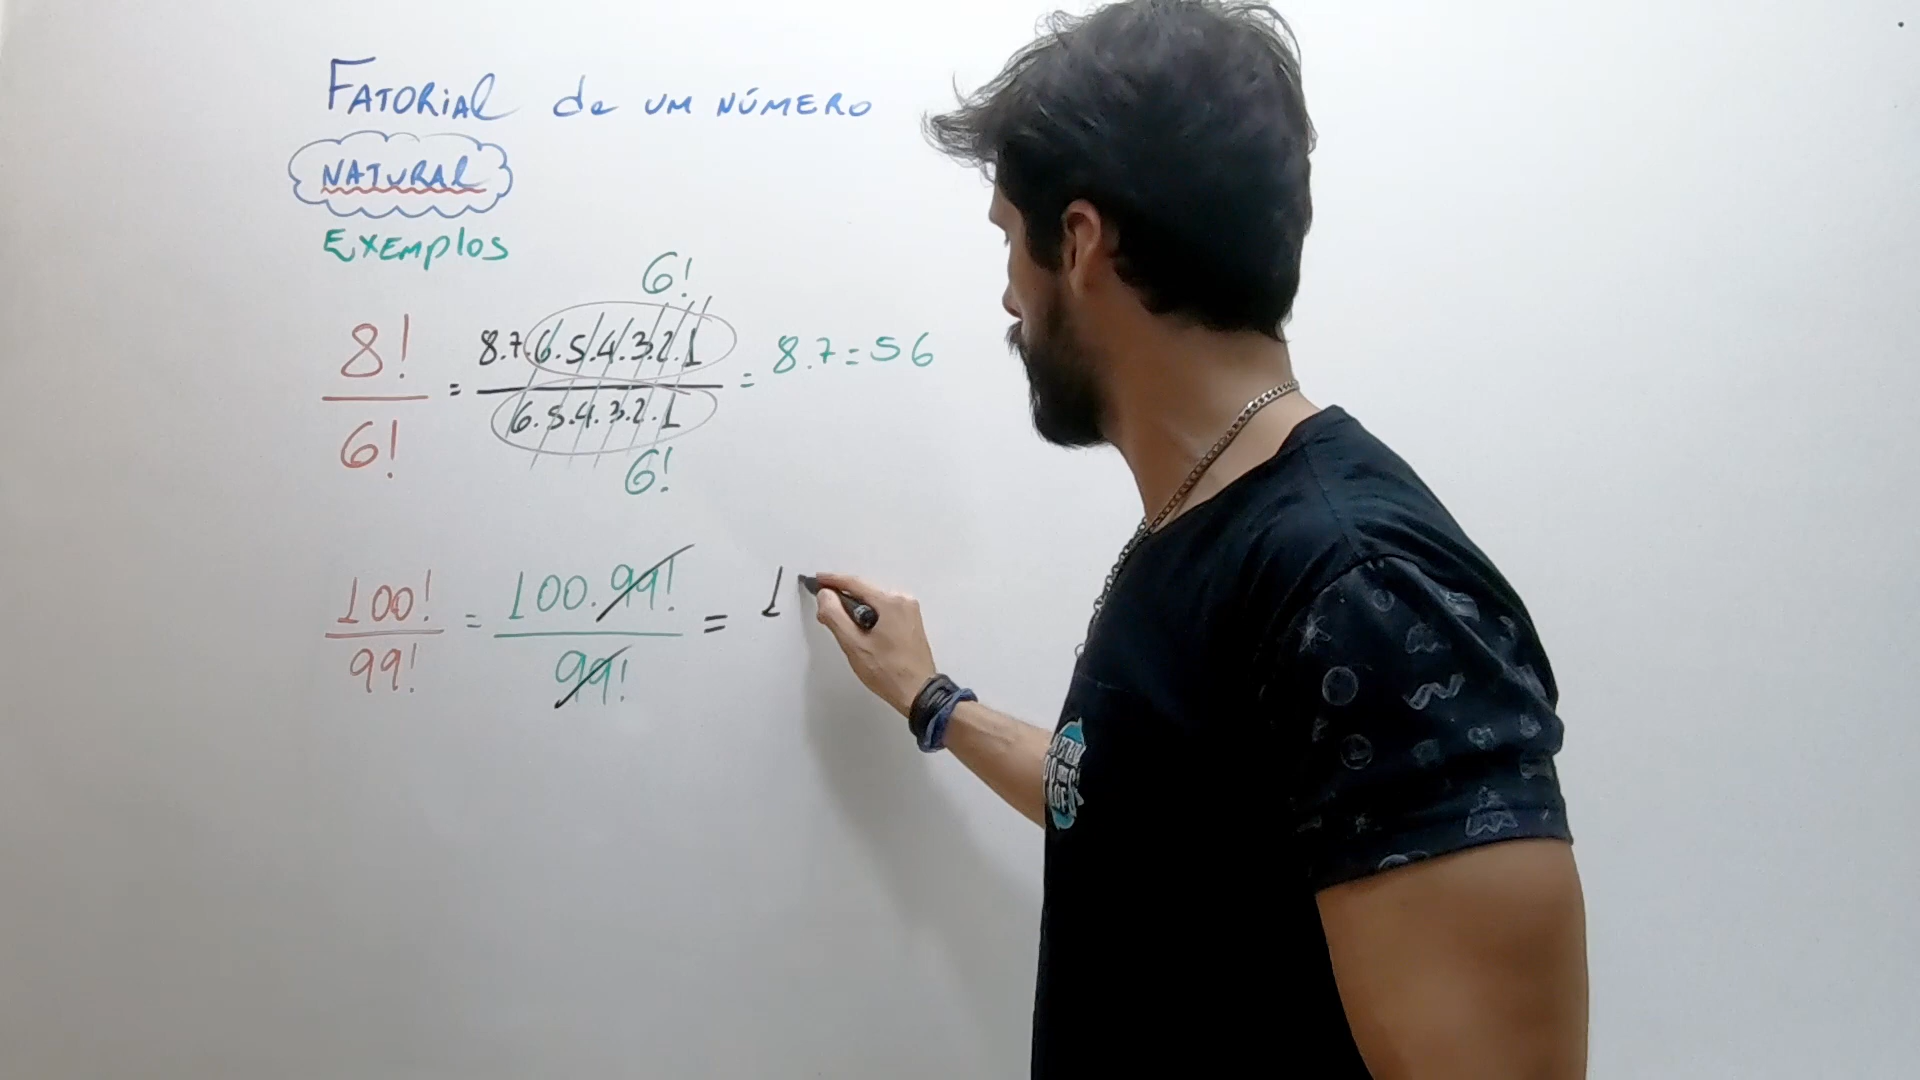 FATORIAL de UM NÚMERO
NATURAL
EXEMPLOS
6!
8!/6! = 8.7.6.5.4.3.2.1/6.5.4.3.2.1 = 8.7=56
6!
100!/99! = 100.99!/99! = 1